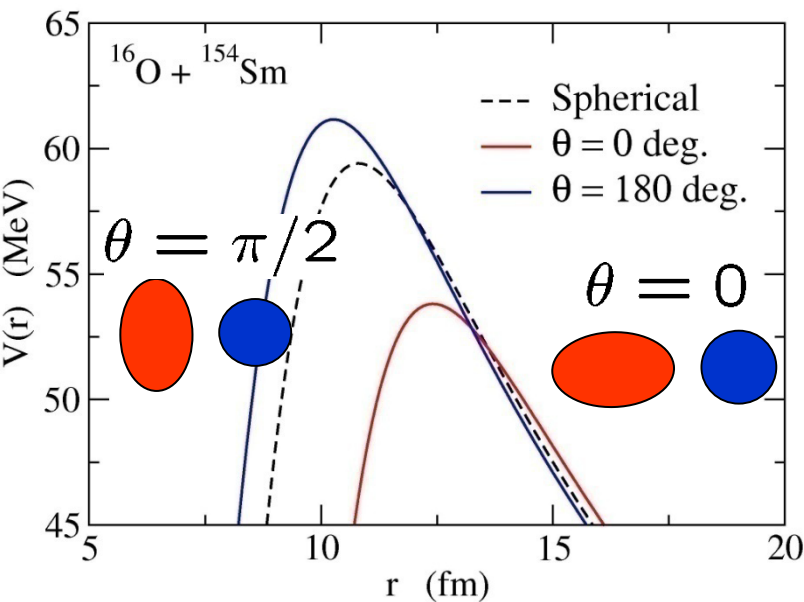 65
60
55
50
45
V(r) (MeV)
¹⁶O + ¹⁵⁴Sm
Spherical
θ = 0 deg.
θ = 180 deg.
θ = π/2
θ = 0
5 10 15 20
r (fm)